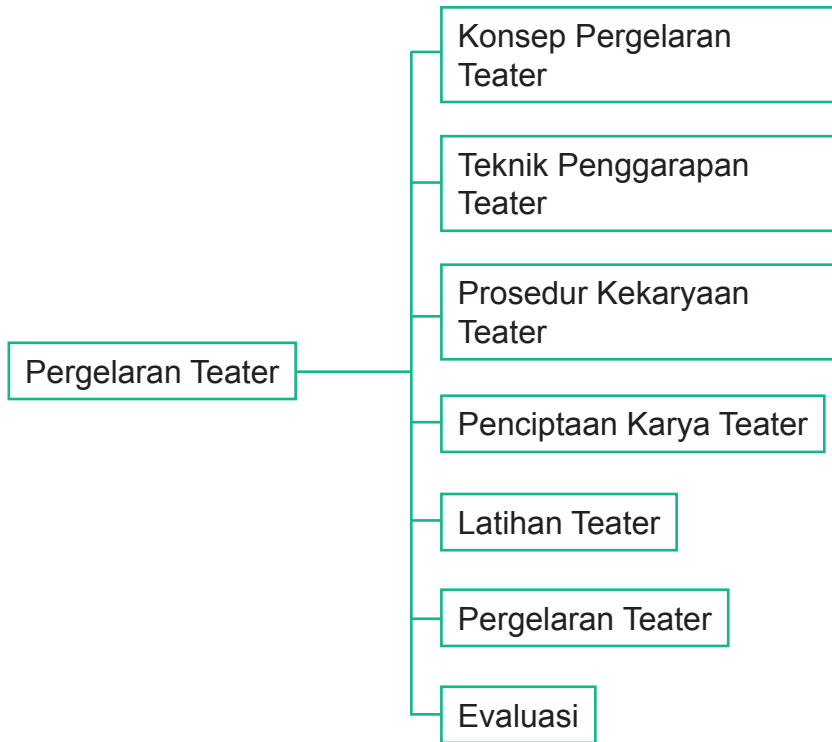 Konsep Pergelaran
Teater
Teknik Penggarapan
Teater
Prosedur Kekaryaan
Teater
Pergelaran Teater
Penciptaan Karya Teater
Latihan Teater
Pergelaran Teater
Evaluasi